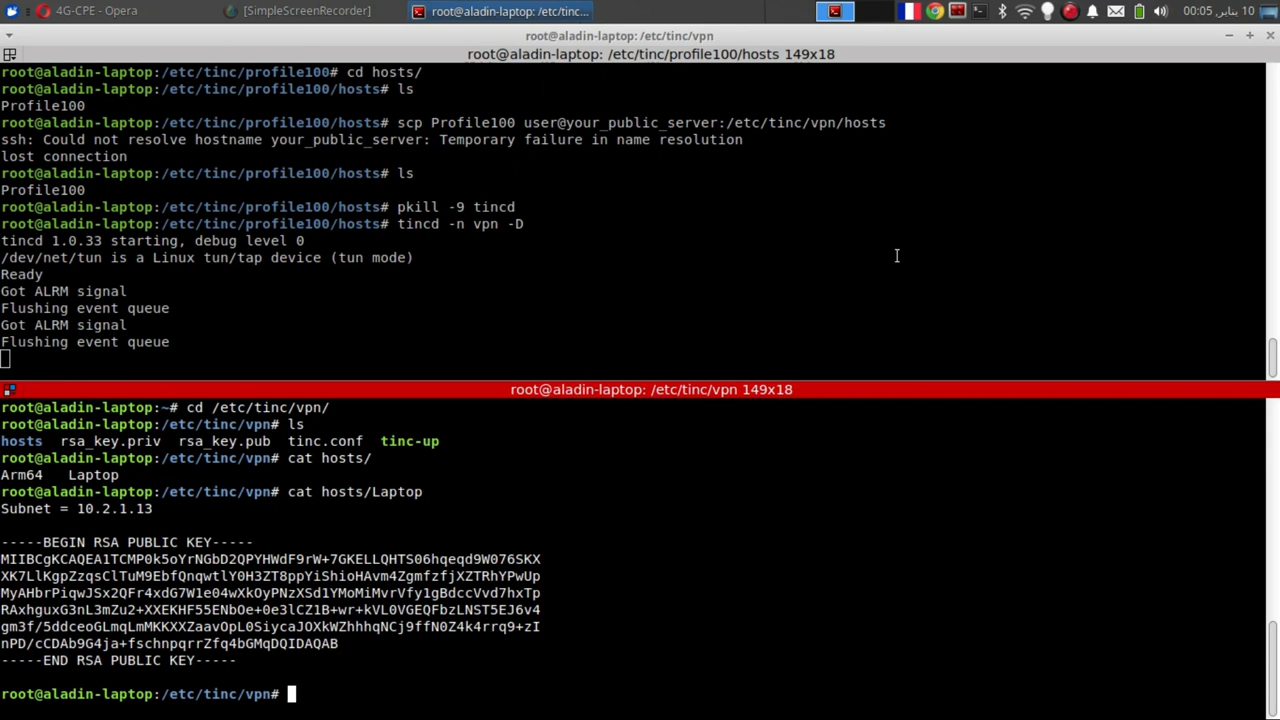 4G-CPE - Opera
[SimpleScreenRecorder]
root@aladin-laptop: /etc/tinc...
10 يناير, 00:05
root@aladin-laptop: /etc/tinc/vpn
root@aladin-laptop: /etc/tinc/profile100/hosts 149x18
root@aladin-laptop:/etc/tinc/profile100# cd hosts/
root@aladin-laptop:/etc/tinc/profile100/hosts# ls
Profile100
root@aladin-laptop:/etc/tinc/profile100/hosts# scp Profile100 user@your_public_server:/etc/tinc/vpn/hosts
ssh: Could not resolve hostname your_public_server: Temporary failure in name resolution
lost connection
root@aladin-laptop:/etc/tinc/profile100/hosts# ls
Profile100
root@aladin-laptop:/etc/tinc/profile100/hosts# pkill -9 tincd
root@aladin-laptop:/etc/tinc/profile100/hosts# tincd -n vpn -D
tincd 1.0.33 starting, debug level 0
/dev/net/tun is a Linux tun/tap device (tun mode)
Ready
Got ALRM signal
Flushing event queue
Got ALRM signal
Flushing event queue
root@aladin-laptop: /etc/tinc/vpn 149x18
root@aladin-laptop:~# cd /etc/tinc/vpn/
root@aladin-laptop:/etc/tinc/vpn# ls
hosts rsa_key.priv rsa_key.pub tinc.conf tinc-up
root@aladin-laptop:/etc/tinc/vpn# cat hosts/
Arm64 Laptop
root@aladin-laptop:/etc/tinc/vpn# cat hosts/Laptop
Subnet = 10.2.1.13
-----BEGIN RSA PUBLIC KEY-----
MIIBCgKCAQEA1TCMP0k5oYrNGbD2QPYHWdF9rW+7GKELLQHTS06hqeqd9W076SKX
XK7LlKgpZzqsClTuM9EbfQnqwtlY0H3ZT8ppYiShioHAvm4ZgmfzfjXZTRhYPwUp
MyAHbrPiqwJSx2QFr4xdG7W1e04wXkOyPNzXSd1YMoMiMvrVfy1gBdccVvd7hxTp
RAxhguxG3nL3mZu2+XXEKHF55ENbOe+0e3lCZ1B+wr+kVL0VGEQFbzLNST5EJ6v4
gm3f/5ddceoGLmqLmMKKXXZaavOpL0SiycaJOXkWZhhhqNCj9ffN0Z4k4rrq9+zI
nPD/cCDAb9G4ja+fschnpqrrZfq4bGMqDQIDAQAB
-----END RSA PUBLIC KEY-----
root@aladin-laptop:/etc/tinc/vpn#